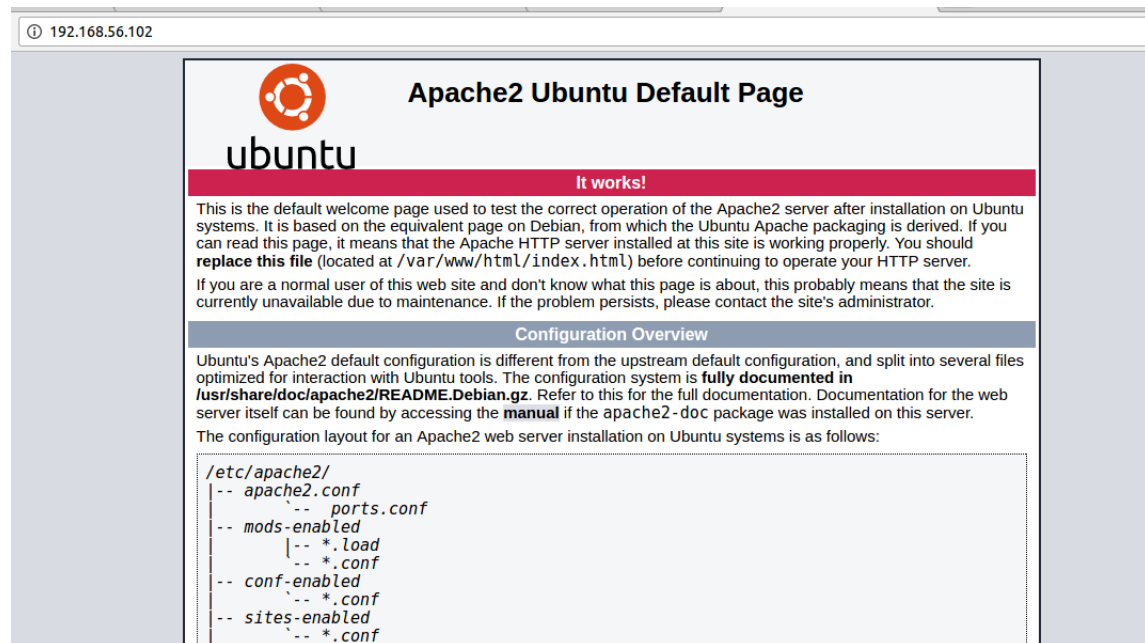 192.168.56.102
Apache2 Ubuntu Default Page
ubuntu
It works!
This is the default welcome page used to test the correct operation of the Apache2 server after installation on Ubuntu
systems. It is based on the equivalent page on Debian, from which the Ubuntu Apache packaging is derived. If you
can read this page, it means that the Apache HTTP server installed at this site is working properly. You should
replace this file (located at /var/www/html/index.html) before continuing to operate your HTTP server.
If you are a normal user of this web site and don't know what this page is about, this probably means that the site is
currently unavailable due to maintenance. If the problem persists, please contact the site's administrator.
Configuration Overview
Ubuntu's Apache2 default configuration is different from the upstream default configuration, and split into several files
optimized for interaction with Ubuntu tools. The configuration system is fully documented in
/usr/share/doc/apache2/README.Debian.gz. Refer to this for the full documentation. Documentation for the web
server itself can be found by accessing the manual if the apache2-doc package was installed on this server.
The configuration layout for an Apache2 web server installation on Ubuntu systems is as follows:
/etc/apache2/
|-- apache2.conf
|       `--  ports.conf
|-- mods-enabled
|       |-- *.load
|       `-- *.conf
|-- conf-enabled
|       `-- *.conf
|-- sites-enabled
|       `-- *.conf